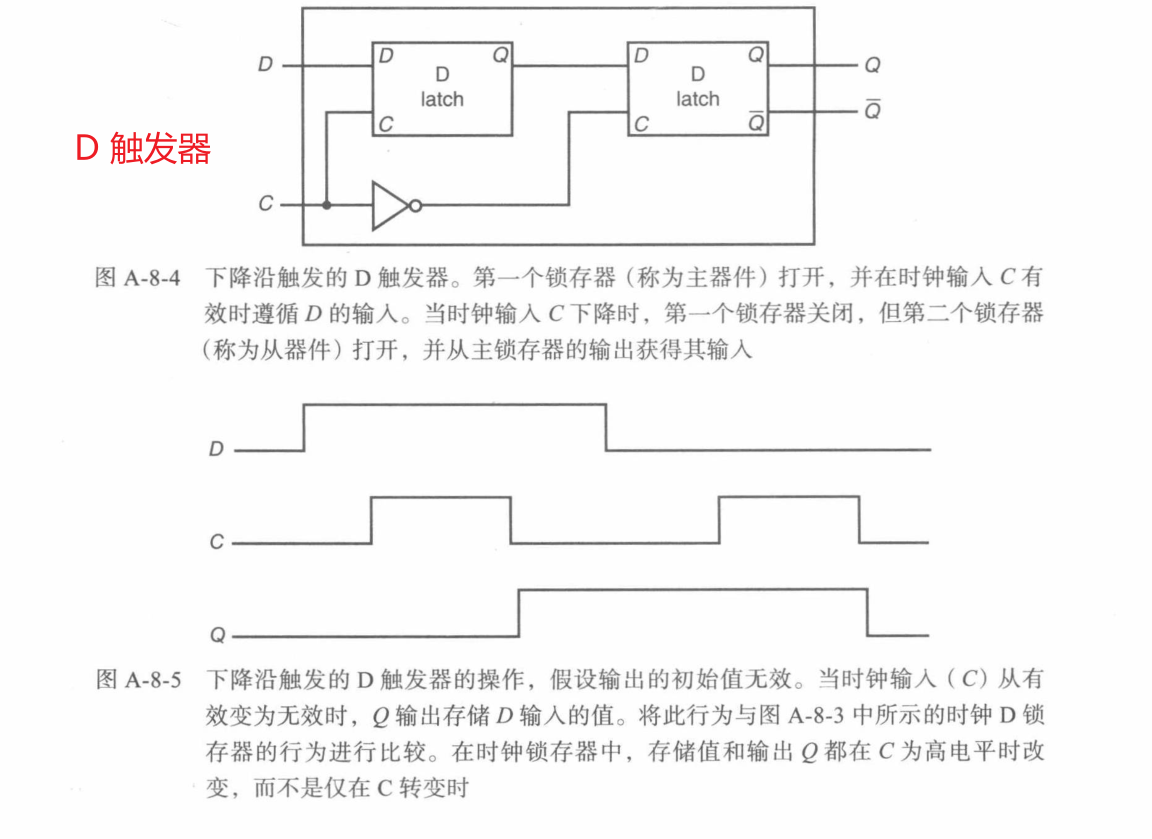 D D Q D Q Q
D D
latch latch
C C Q̅ Q̅
D 触发器
C
图 A-8-4 下降沿触发的 D 触发器。第一个锁存器（称为主器件）打开，并在时钟输入 C 有
效时遵循 D 的输入。当时钟输入 C 下降时，第一个锁存器关闭，但第二个锁存器
（称为从器件）打开，并从主锁存器的输出获得其输入
D
C
Q
图 A-8-5 下降沿触发的 D 触发器的操作，假设输出的初始值无效。当时钟输入（C）从有
效变为无效时，Q 输出存储 D 输入的值。将此行为与图 A-8-3 中所示的时钟 D 锁
存器的行为进行比较。在时钟锁存器中，存储值和输出 Q 都在 C 为高电平时改
变，而不是仅在 C 转变时